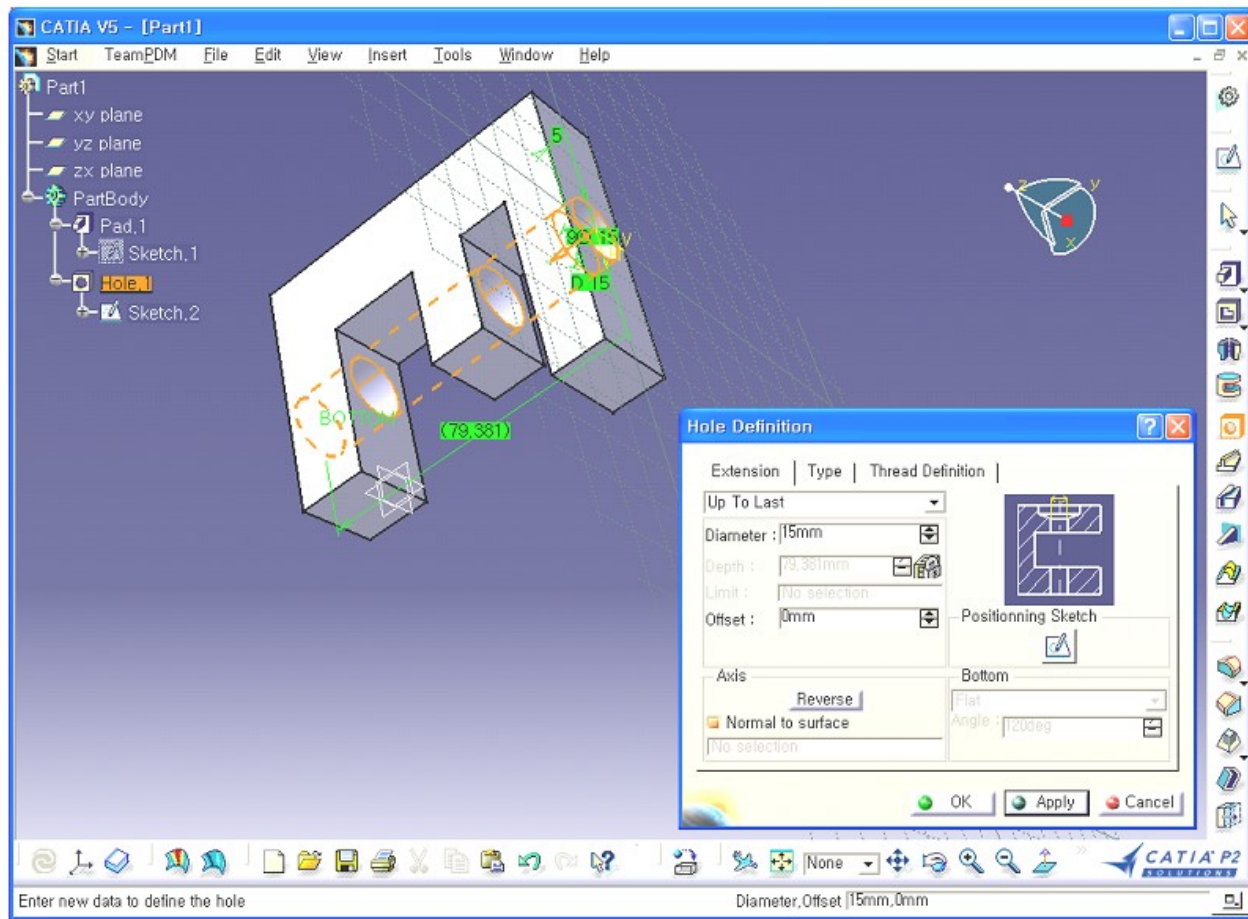 CATIA V5 - [Part1]
Start TeamPDM File Edit View Insert Tools Window Help
Part1
xy plane
yz plane
zx plane
PartBody
Pad.1
Sketch.1
Hole.1
Sketch.2
5
y
D 15
BOTTOM
(79,381)
z
y
x
Hole Definition
Extension Type Thread Definition
Up To Last
Diameter : 15mm
Depth : 79,381mm
Limit : No selection
Offset : 0mm
Positionning Sketch
Axis
Reverse
Normal to surface
No selection
Bottom
Flat
Angle : 120deg
OK Apply Cancel
None
CATIA P2
SOLUTIONS
Enter new data to define the hole
Diameter,Offset 15mm,0mm